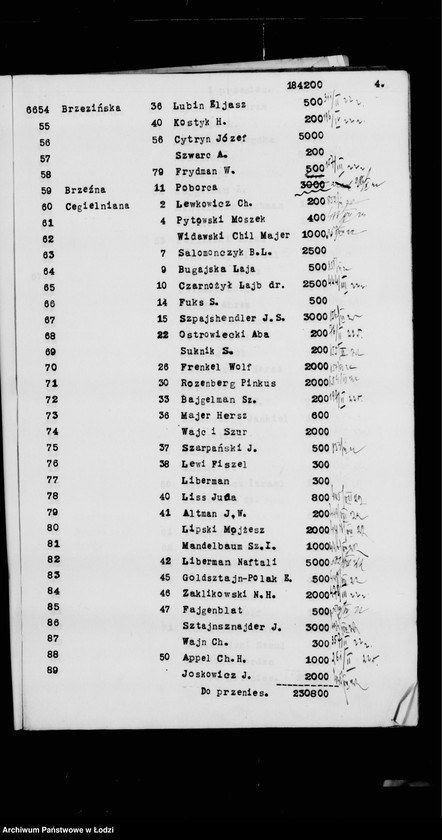 184200 4.
6654 Brzezińska 36 Lubin Eljasz 500
55 40 Kostyk H. 200
56 56 Cytryn Józef 5000
57 Szwarc A. 200
58 79 Frydman W. 500
59 Brzeźna 11 Poborca 3000
60 Cegielniana 2 Lewkowicz Ch. 200
61 4 Pytowski Moszek 400
62 Widawski Chil Majer 1000
63 7 Salomonczyk B.L. 2500
64 9 Bugajska Laja 500
65 10 Czarnożył Lajb dr. 2500
66 14 Fuks S. 500
67 15 Szpajshendler J.S. 3000
68 22 Ostrowiecki Aba 200
69 Suknik S. 200
70 26 Frenkel Wolf 2000
71 30 Rozenberg Pinkus 2000
72 33 Bajgelman Sz. 200
73 36 Majer Hersz 600
74 Wajc i Szur 2000
75 37 Szarpański J. 500
76 38 Lewi Fiszel 300
77 Liberman 300
78 40 Liss Juda 800
79 41 Altman J.W. 200
80 Lipski Mojżesz 2000
81 Mandelbaum Sz.I. 1000
82 42 Liberman Naftali 5000
83 45 Goldsztajn-Polak E. 500
84 46 Zaklikowski N.H. 2000
85 47 Fajgenblat 500
86 Sztajnsznajder J. 3000
87 Wajn Ch. 300
88 50 Appel Ch.H. 1000
89 Joskowicz J. 2000
Do przenies. 230800
Archiwum Państwowe w Łodzi